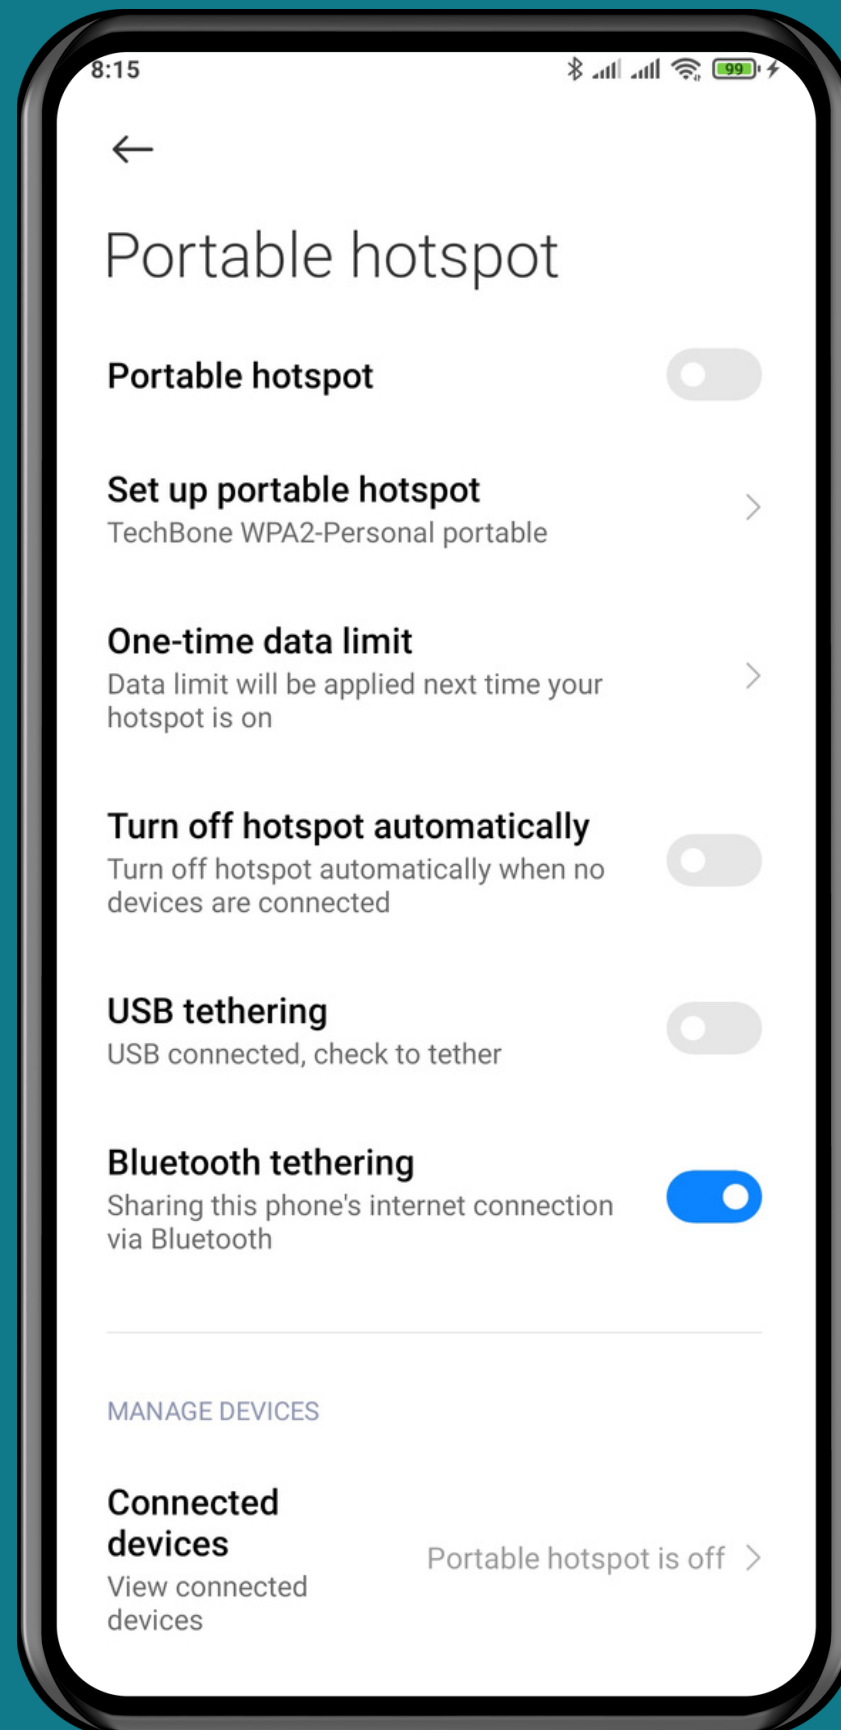 8:15
99
Portable hotspot
Portable hotspot
Set up portable hotspot
TechBone WPA2-Personal portable
One-time data limit
Data limit will be applied next time your
hotspot is on
Turn off hotspot automatically
Turn off hotspot automatically when no
devices are connected
USB tethering
USB connected, check to tether
Bluetooth tethering
Sharing this phone's internet connection
via Bluetooth
MANAGE DEVICES
Connected
devices
Portable hotspot is off
View connected
devices